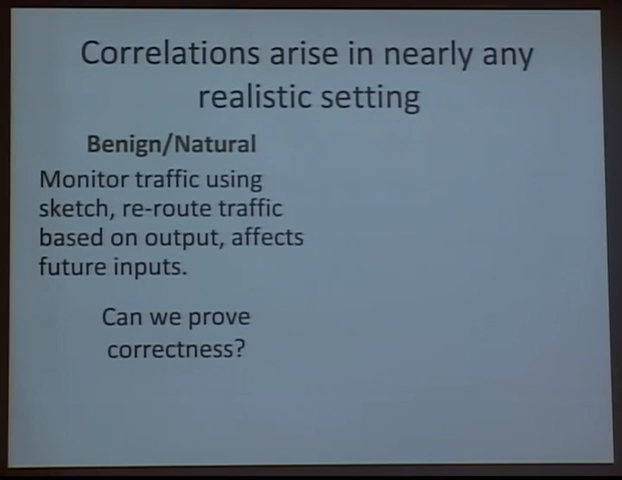 Correlations arise in nearly any
realistic setting
Benign/Natural
Monitor traffic using
sketch, re-route traffic
based on output, affects
future inputs.
Can we prove
correctness?